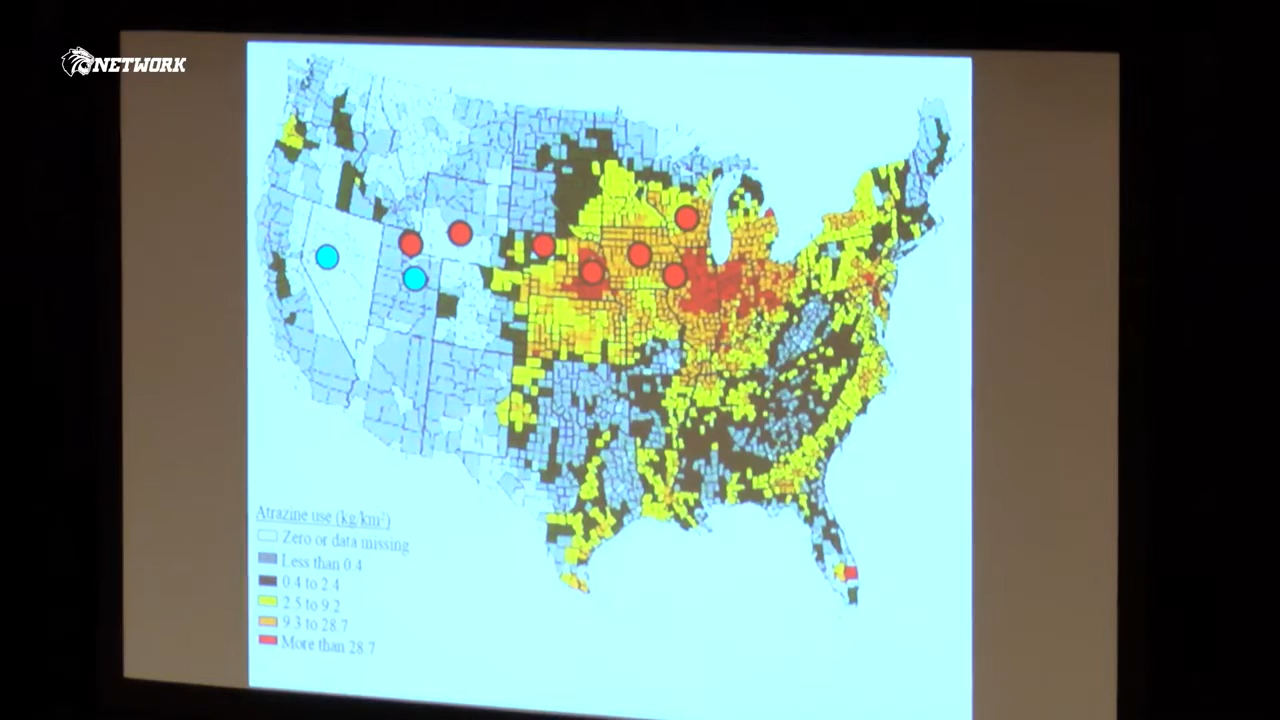 NETWORK
Atrazine use (kg/km²)
Zero or data missing
Less than 0.4
0.4 to 2.4
2.5 to 9.2
9.3 to 28.7
More than 28.7